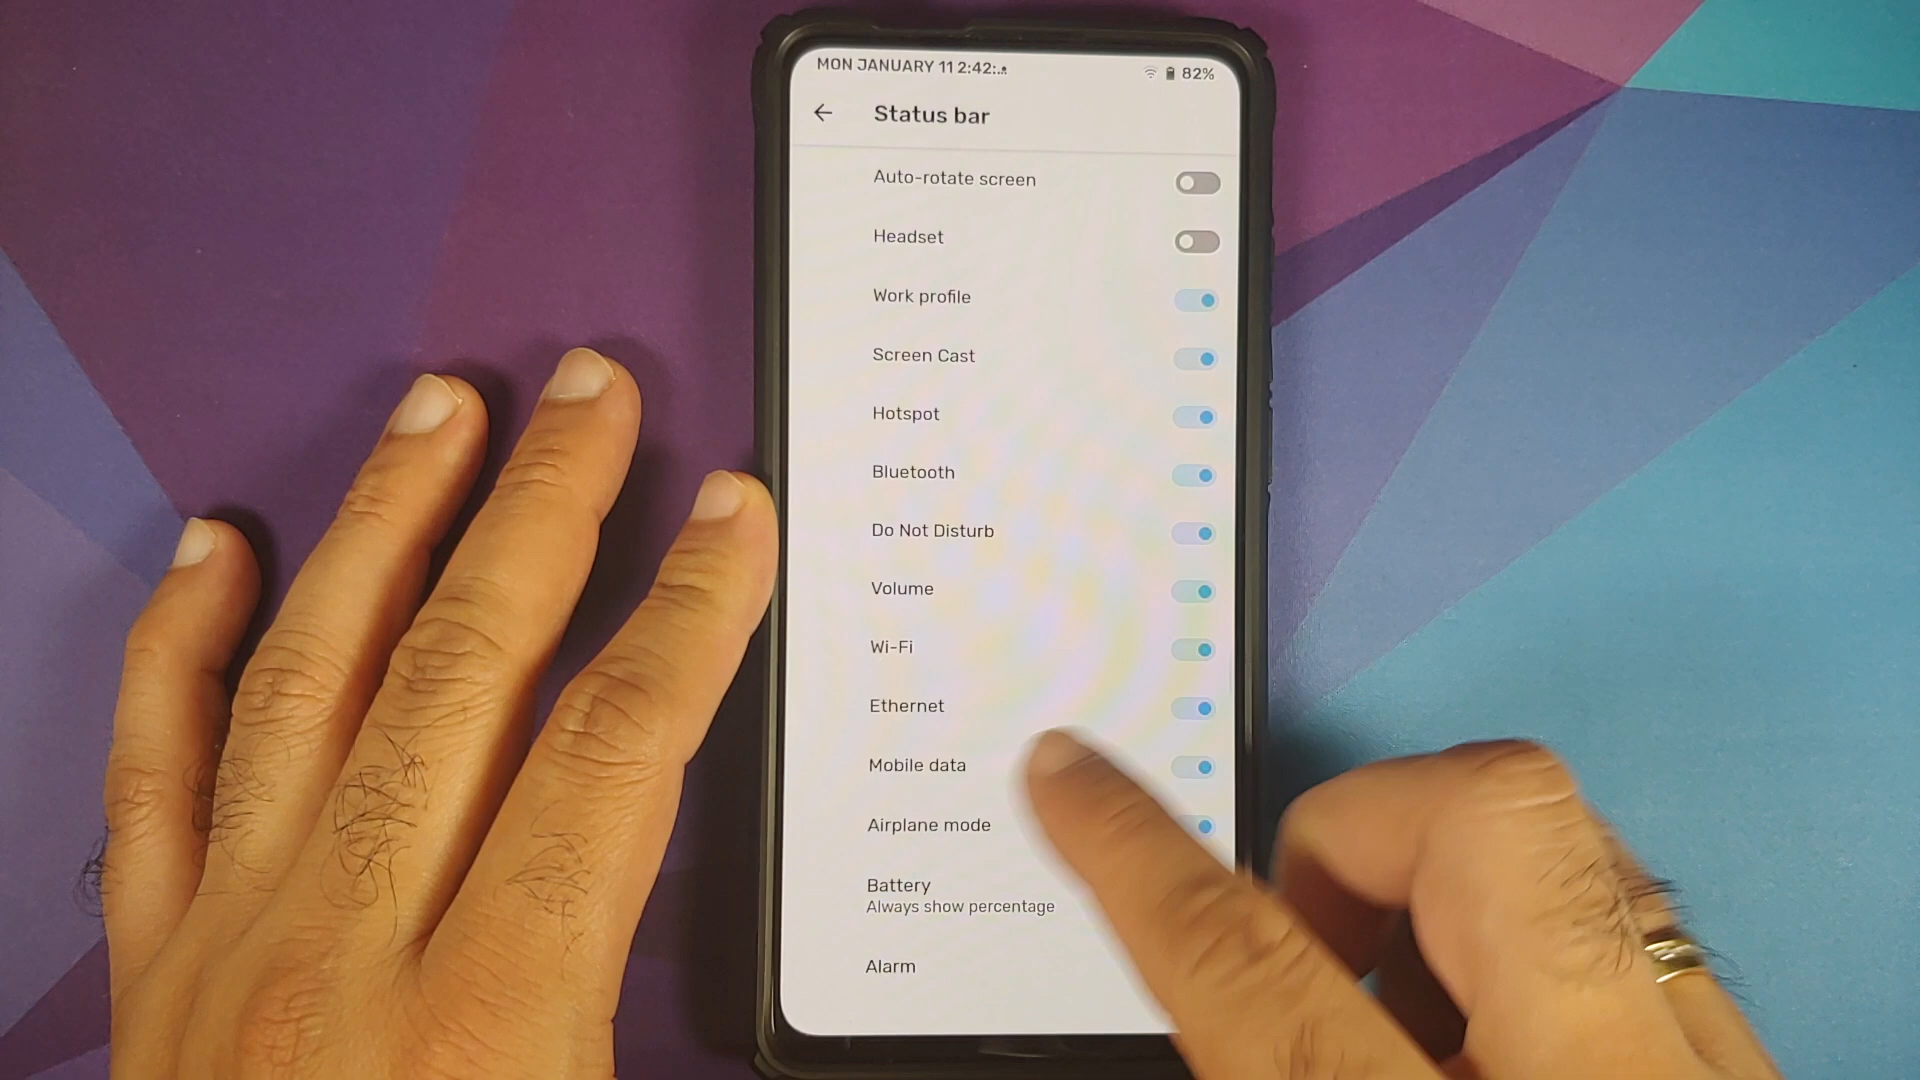 MON JANUARY 11 2:42:
82%
Status bar
Auto-rotate screen
Headset
Work profile
Screen Cast
Hotspot
Bluetooth
Do Not Disturb
Volume
Wi-Fi
Ethernet
Mobile data
Airplane mode
Battery
Always show percentage
Alarm